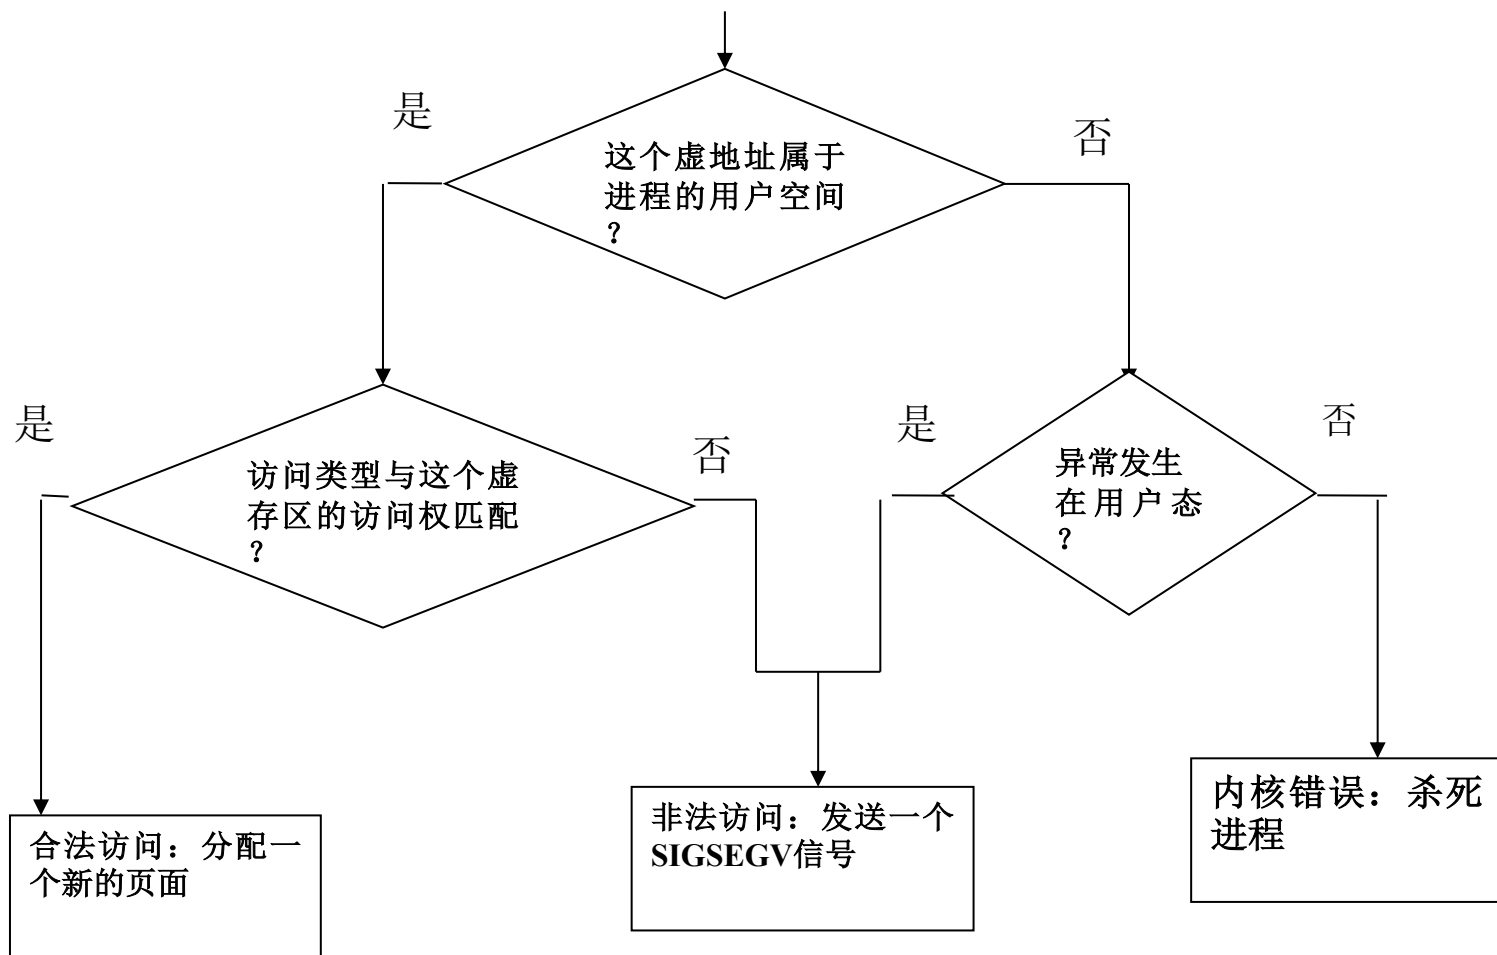 是
否
这个虚地址属于
进程的用户空间
？
是
否
是
否
访问类型与这个虚
存区的访问权匹配
？
异常发生
在用户态
？
内核错误：杀死
进程
非法访问：发送一个
SIGSEGV信号
合法访问：分配一
个新的页面